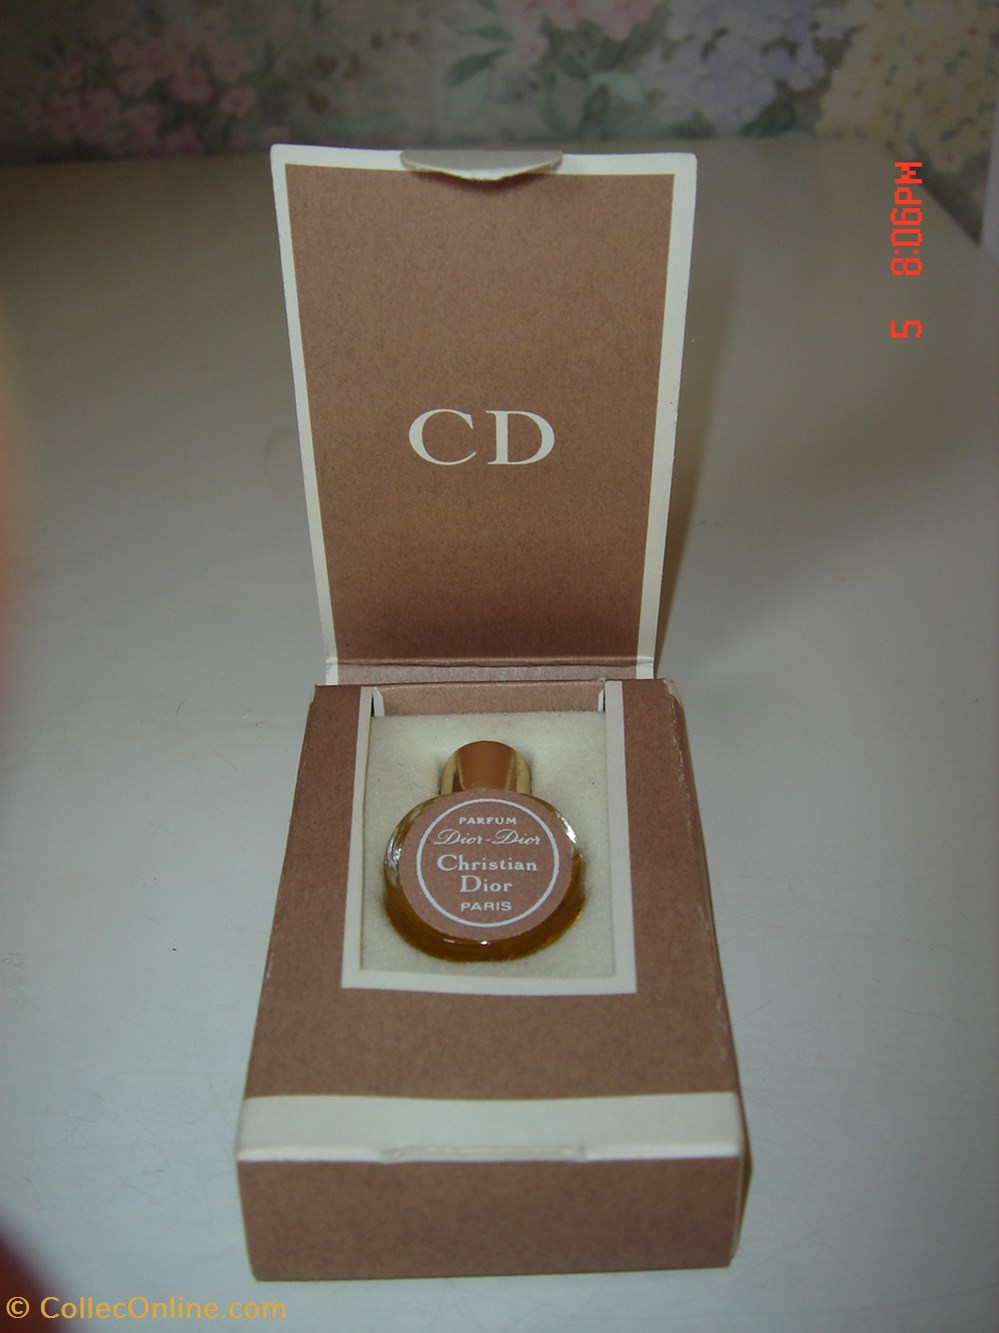 CD
PARFUM
Dior-Dior
Christian
Dior
PARIS
5 8:06PM
© CollecOnline.com